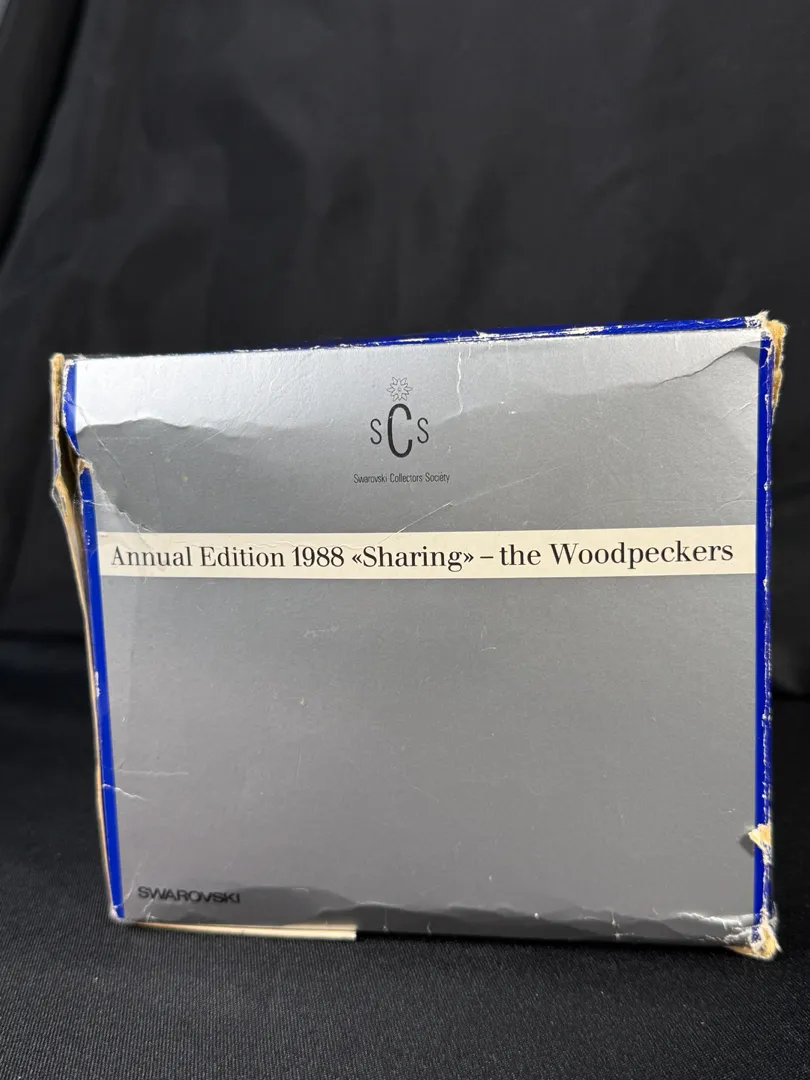 SCS
Swarovski Collectors Society
Annual Edition 1988 «Sharing» – the Woodpeckers
SWAROVSKI